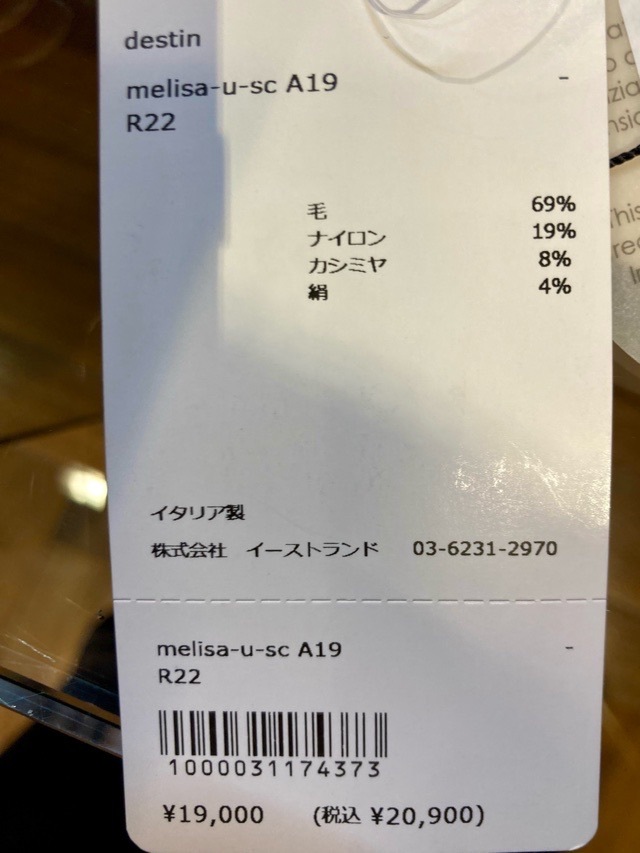 destin
melisa-u-sc A19 -
R22
毛 69%
ナイロン 19%
カシミヤ 8%
絹 4%
イタリア製
株式会社 イーストランド 03-6231-2970
melisa-u-sc A19 -
R22
1000031174373
¥19,000 (税込 ¥20,900)